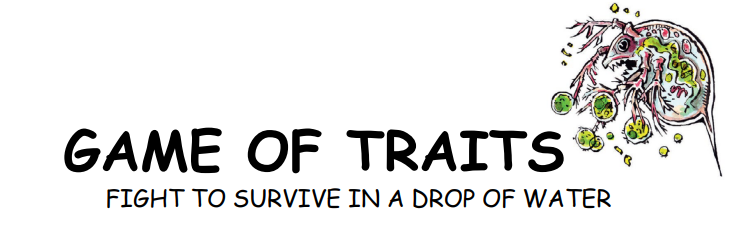 GAME OF TRAITS
FIGHT TO SURVIVE IN A DROP OF WATER